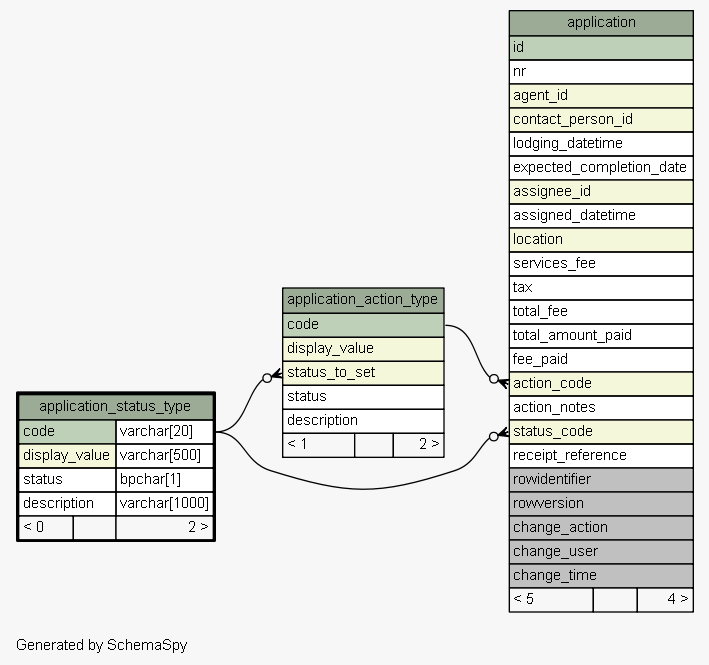 application
id
nr
agent_id
contact_person_id
lodging_datetime
expected_completion_date
assignee_id
assigned_datetime
location
services_fee
tax
total_fee
total_amount_paid
fee_paid
action_code
action_notes
status_code
receipt_reference
rowidentifier
rowversion
change_action
change_user
change_time
< 5 4 >
application_action_type
code
display_value
status_to_set
status
description
< 1 2 >
application_status_type
code varchar[20]
display_value varchar[500]
status bpchar[1]
description varchar[1000]
< 0 2 >
Generated by SchemaSpy